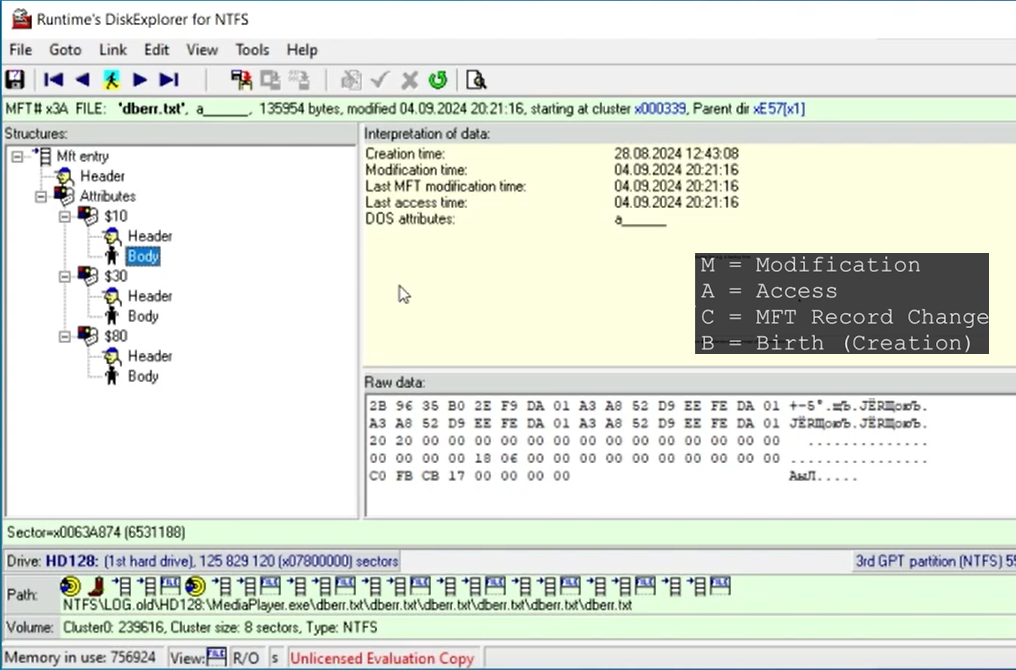 Runtime's DiskExplorer for NTFS
File Goto Link Edit View Tools Help
MFT# x3A FILE: 'dberr.txt', a______, 135954 bytes, modified 04.09.2024 20:21:16, starting at cluster x000339, Parent dir xE57[x1]
Structures:
Mft entry
Header
Attributes
$10
Header
Body
$30
Header
Body
$80
Header
Body
Interpretation of data:
Creation time: 28.08.2024 12:43:08
Modification time: 04.09.2024 20:21:16
Last MFT modification time: 04.09.2024 20:21:16
Last access time: 04.09.2024 20:21:16
DOS attributes: a______
M = Modification
A = Access
C = MFT Record Change
B = Birth (Creation)
Raw data:
2B 96 35 B0 2E F9 DA 01 A3 A8 52 D9 EE FE DA 01 +–5°.щЪ.ЈЁRЩоюЪ.
A3 A8 52 D9 EE FE DA 01 A3 A8 52 D9 EE FE DA 01 ЈЁRЩоюЪ.ЈЁRЩоюЪ.
20 20 00 00 00 00 00 00 00 00 00 00 00 00 00 00 ..............
00 00 00 00 18 06 00 00 00 00 00 00 00 00 00 00 ................
C0 FB CB 17 00 00 00 00 АыЛ.....
Sector=x0063A874 (6531188)
Drive: HD128: (1st hard drive), 125 829 120 (x07800000) sectors 3rd GPT partition (NTFS)
Path: NTFS\LOG.old\HD128:\MediaPlayer.exe\dberr.txt\dberr.txt\dberr.txt\dberr.txt\dberr.txt\dberr.txt
Volume: Cluster0: 239616, Cluster size: 8 sectors, Type: NTFS
Memory in use: 756924 View: FILE R/O s Unlicensed Evaluation Copy